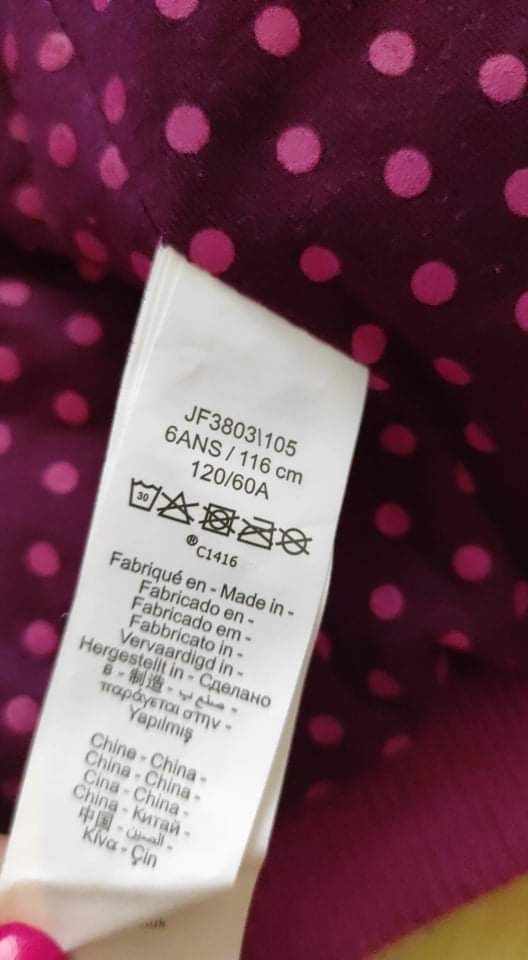 JF3803\105
6ANS / 116 cm
120/60A
30
® C1416
Fabriqué en - Made in -
Fabricado en -
Fabricado em -
Fabbricato in -
Vervaardigd in -
Hergestellt in - Сделано
в - 制造 - صنع ب -
παράγεται στην -
Yapılmış
Chine - China -
China - China -
Cina - China -
China - Китай -
中国 - الصين -
Κίνα - Çin